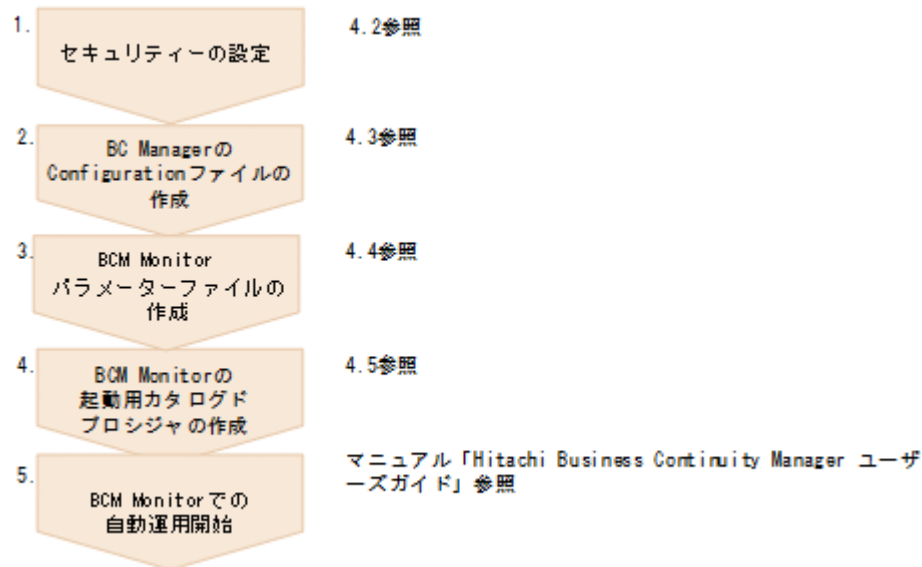 1.
セキュリティーの設定
4.2参照
2.
BC Managerの
Configurationファイルの
作成
4.3参照
3.
BCM Monitor
パラメーターファイルの
作成
4.4参照
4.
BCM Monitorの
起動用カタログド
プロシジャの作成
4.5参照
5.
BCM Monitorでの
自動運用開始
マニュアル「Hitachi Business Continuity Manager ユーザ
ーズガイド」参照